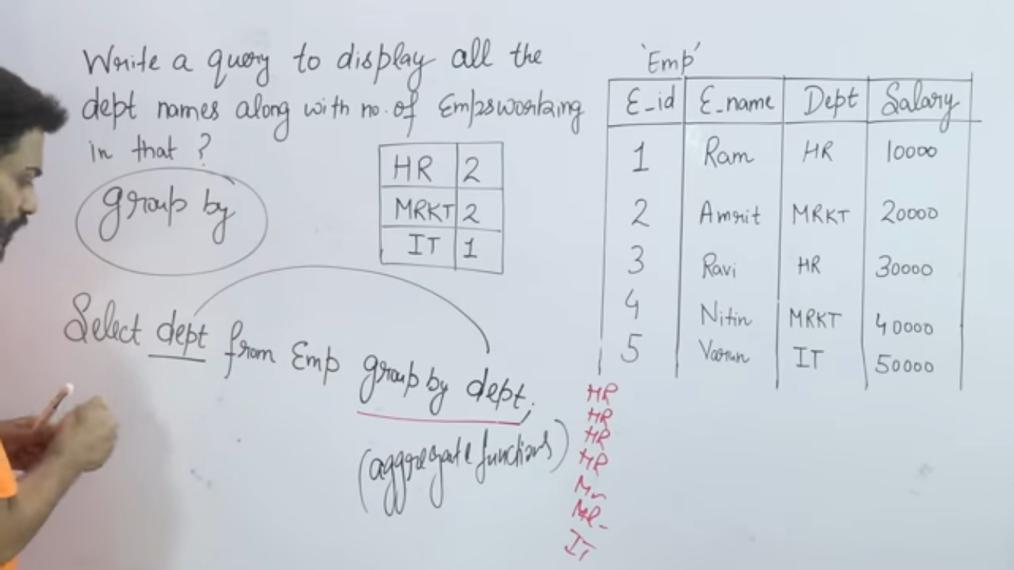 Write a query to display all the
dept names along with no. of Emps working
in that ?
group by
HR 2
MRKT 2
IT 1
Select dept from Emp group by dept;
(aggregate functions)
'Emp'
E_id E_name Dept Salary
1 Ram HR 10000
2 Amrit MRKT 20000
3 Ravi HR 30000
4 Nitin MRKT 40000
5 Varun IT 50000
HR
HR
HR
HR
Mr
MR-
IT